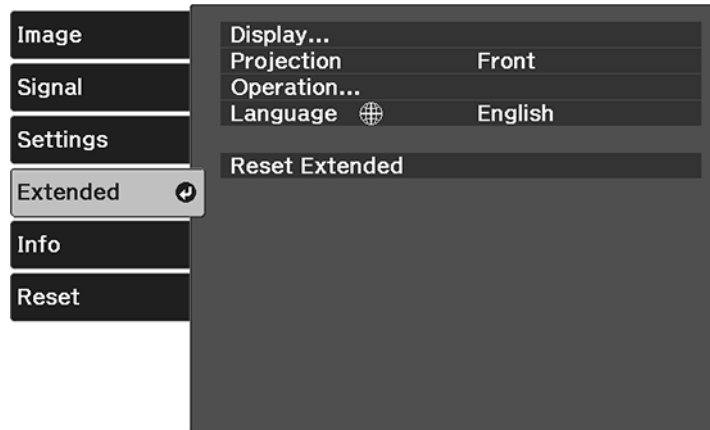 Image
Signal
Settings
Extended
Info
Reset
Display...
Projection Front
Operation...
Language English
Reset Extended